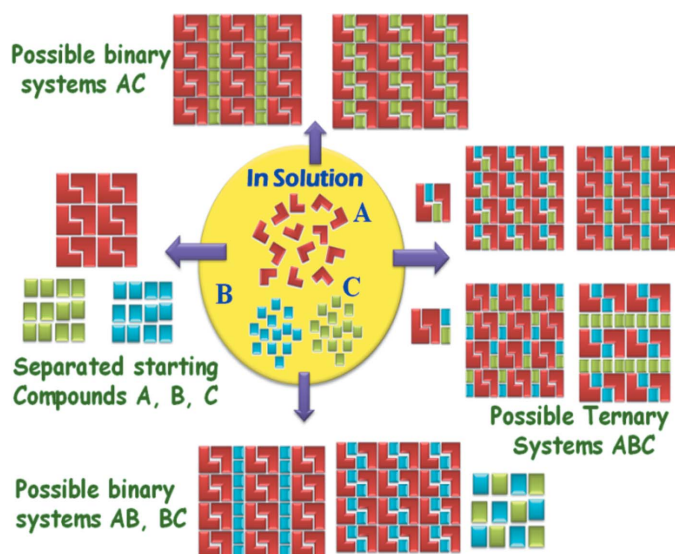 Possible binary
systems AC
In Solution
A
B
C
Separated starting
Compounds A, B, C
Possible Ternary
Systems ABC
Possible binary
systems AB, BC